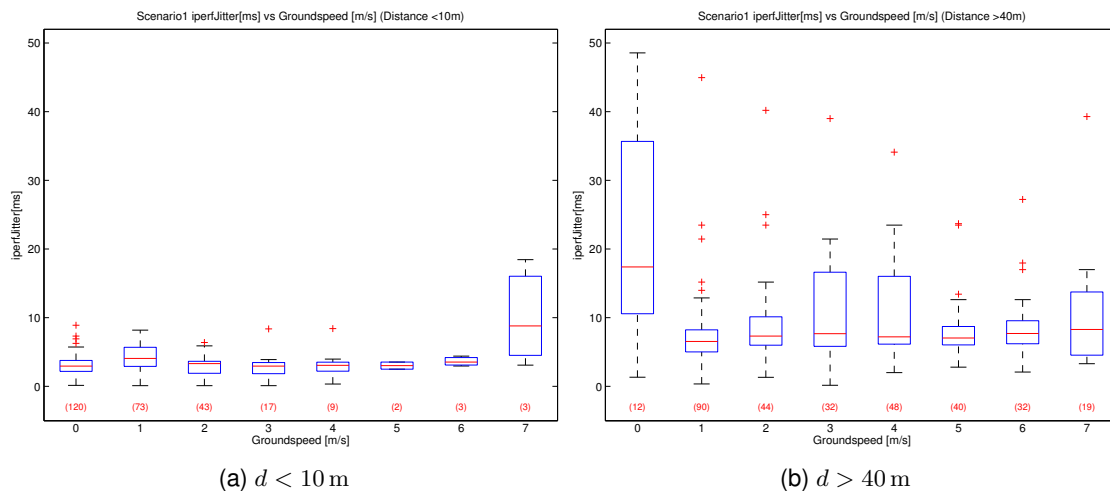 Scenario1 iperfJitter[ms] vs Groundspeed [m/s] (Distance <10m)
50
40
30
20
10
0
iperfJitter[ms]
(120) (73) (43) (17) (9) (2) (3) (3)
0 1 2 3 4 5 6 7
Groundspeed [m/s]
(a) d < 10 m
Scenario1 iperfJitter[ms] vs Groundspeed [m/s] (Distance >40m)
50
40
30
20
10
0
iperfJitter[ms]
(12) (90) (44) (32) (48) (40) (32) (19)
0 1 2 3 4 5 6 7
Groundspeed [m/s]
(b) d > 40 m